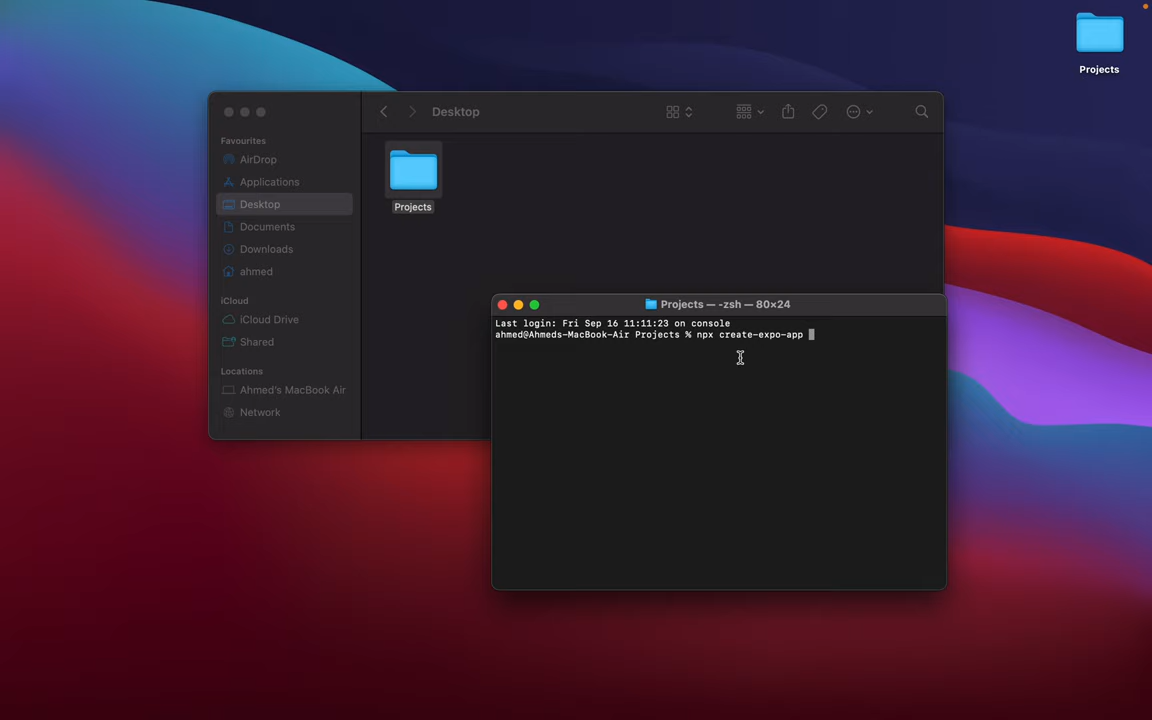 Projects
Desktop
Favourites
AirDrop
Applications
Desktop
Documents
Downloads
ahmed
iCloud
iCloud Drive
Shared
Locations
Ahmed's MacBook Air
Network
Projects
Projects — -zsh — 80×24
Last login: Fri Sep 16 11:11:23 on console
ahmed@Ahmeds-MacBook-Air Projects % npx create-expo-app